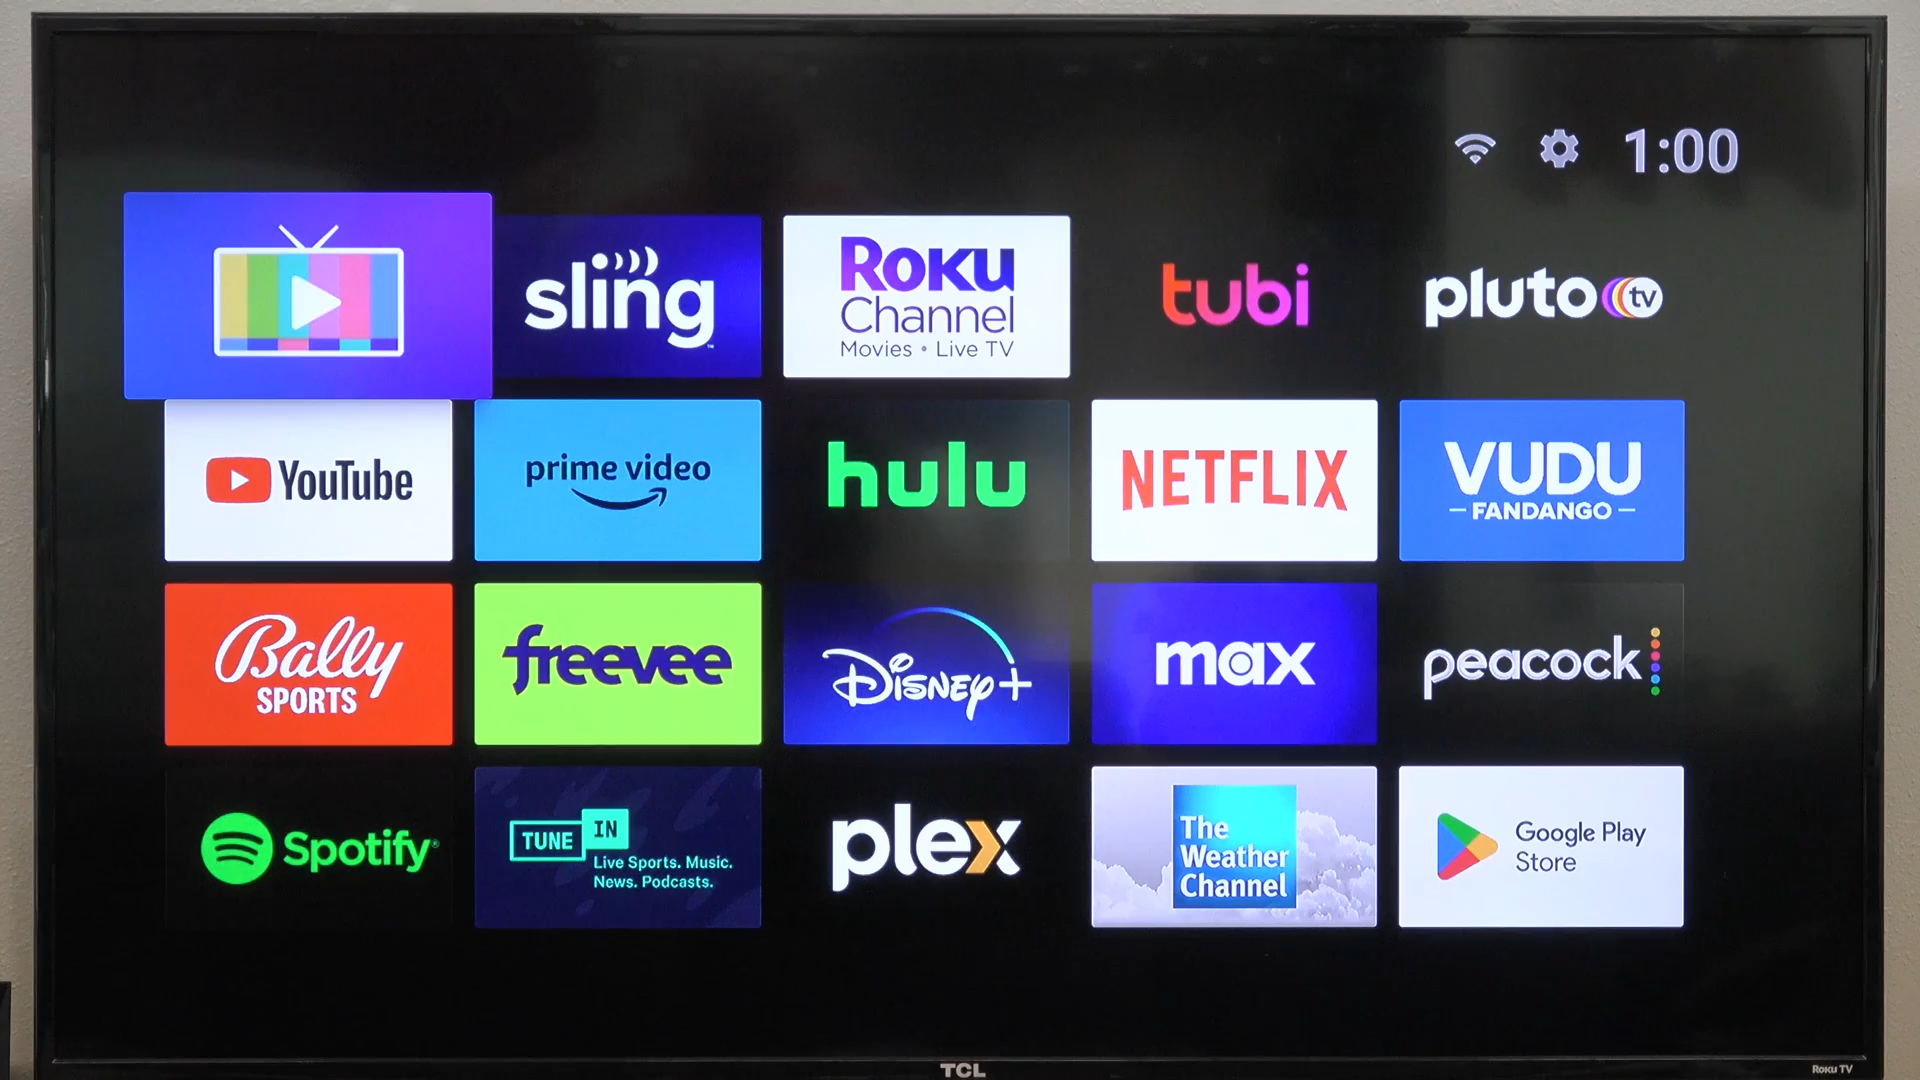 1:00
sling
ROKU
Channel
Movies • Live TV
tubi
pluto tv
YouTube
prime video
hulu
NETFLIX
VUDU
FANDANGO
Bally
SPORTS
freevee
Disney+
max
peacock
Spotify®
TUNE IN
Live Sports. Music.
News. Podcasts.
plex
The
Weather
Channel
Google Play
Store
TCL
Roku TV